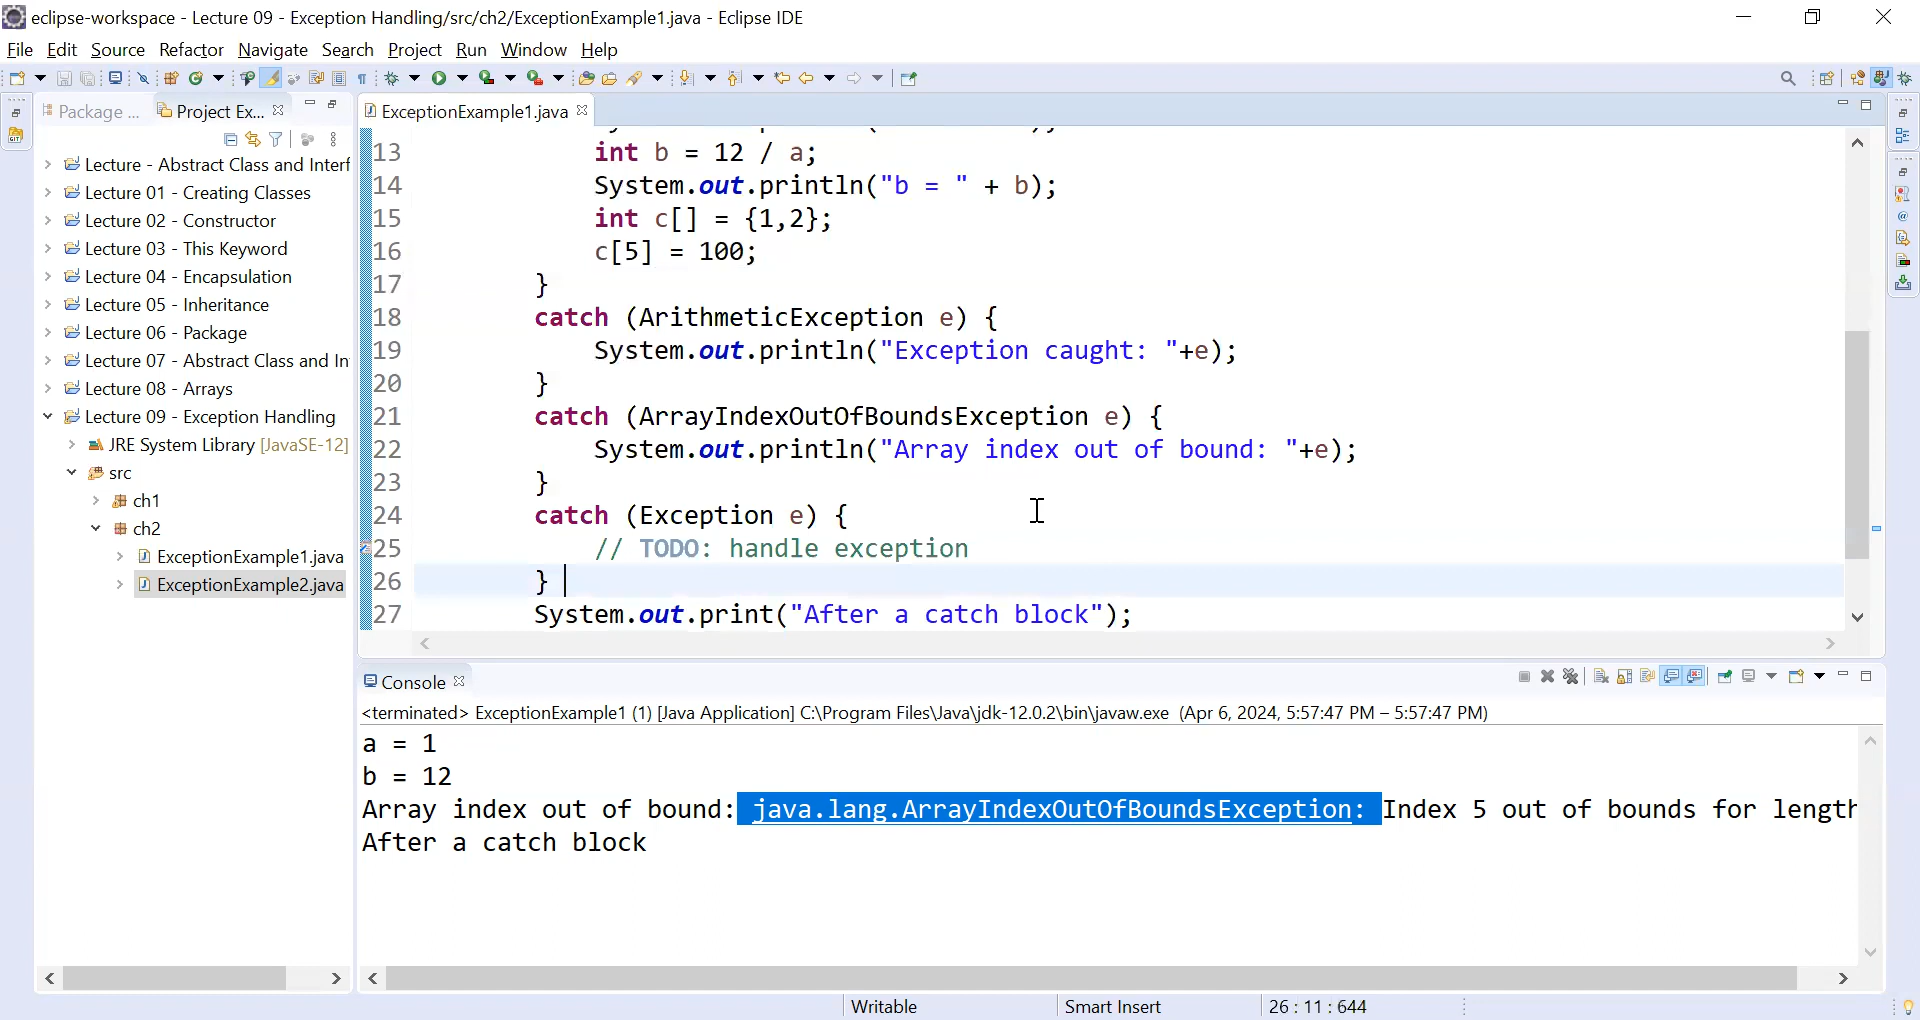 eclipse-workspace - Lecture 09 - Exception Handling/src/ch2/ExceptionExample1.java - Eclipse IDE
File Edit Source Refactor Navigate Search Project Run Window Help
Package ... Project Ex...
ExceptionExample1.java
Lecture - Abstract Class and Interf
Lecture 01 - Creating Classes
Lecture 02 - Constructor
Lecture 03 - This Keyword
Lecture 04 - Encapsulation
Lecture 05 - Inheritance
Lecture 06 - Package
Lecture 07 - Abstract Class and In
Lecture 08 - Arrays
Lecture 09 - Exception Handling
JRE System Library [JavaSE-12]
src
ch1
ch2
ExceptionExample1.java
ExceptionExample2.java
13 int b = 12 / a;
14 System.out.println("b = " + b);
15 int c[] = {1,2};
16 c[5] = 100;
17 }
18 catch (ArithmeticException e) {
19 System.out.println("Exception caught: "+e);
20 }
21 catch (ArrayIndexOutOfBoundsException e) {
22 System.out.println("Array index out of bound: "+e);
23 }
24 catch (Exception e) {
25 // TODO: handle exception
26 }
27 System.out.print("After a catch block");
Console
<terminated> ExceptionExample1 (1) [Java Application] C:\Program Files\Java\jdk-12.0.2\bin\javaw.exe (Apr 6, 2024, 5:57:47 PM – 5:57:47 PM)
a = 1
b = 12
Array index out of bound: java.lang.ArrayIndexOutOfBoundsException: Index 5 out of bounds for length
After a catch block
Writable Smart Insert 26 : 11 : 644